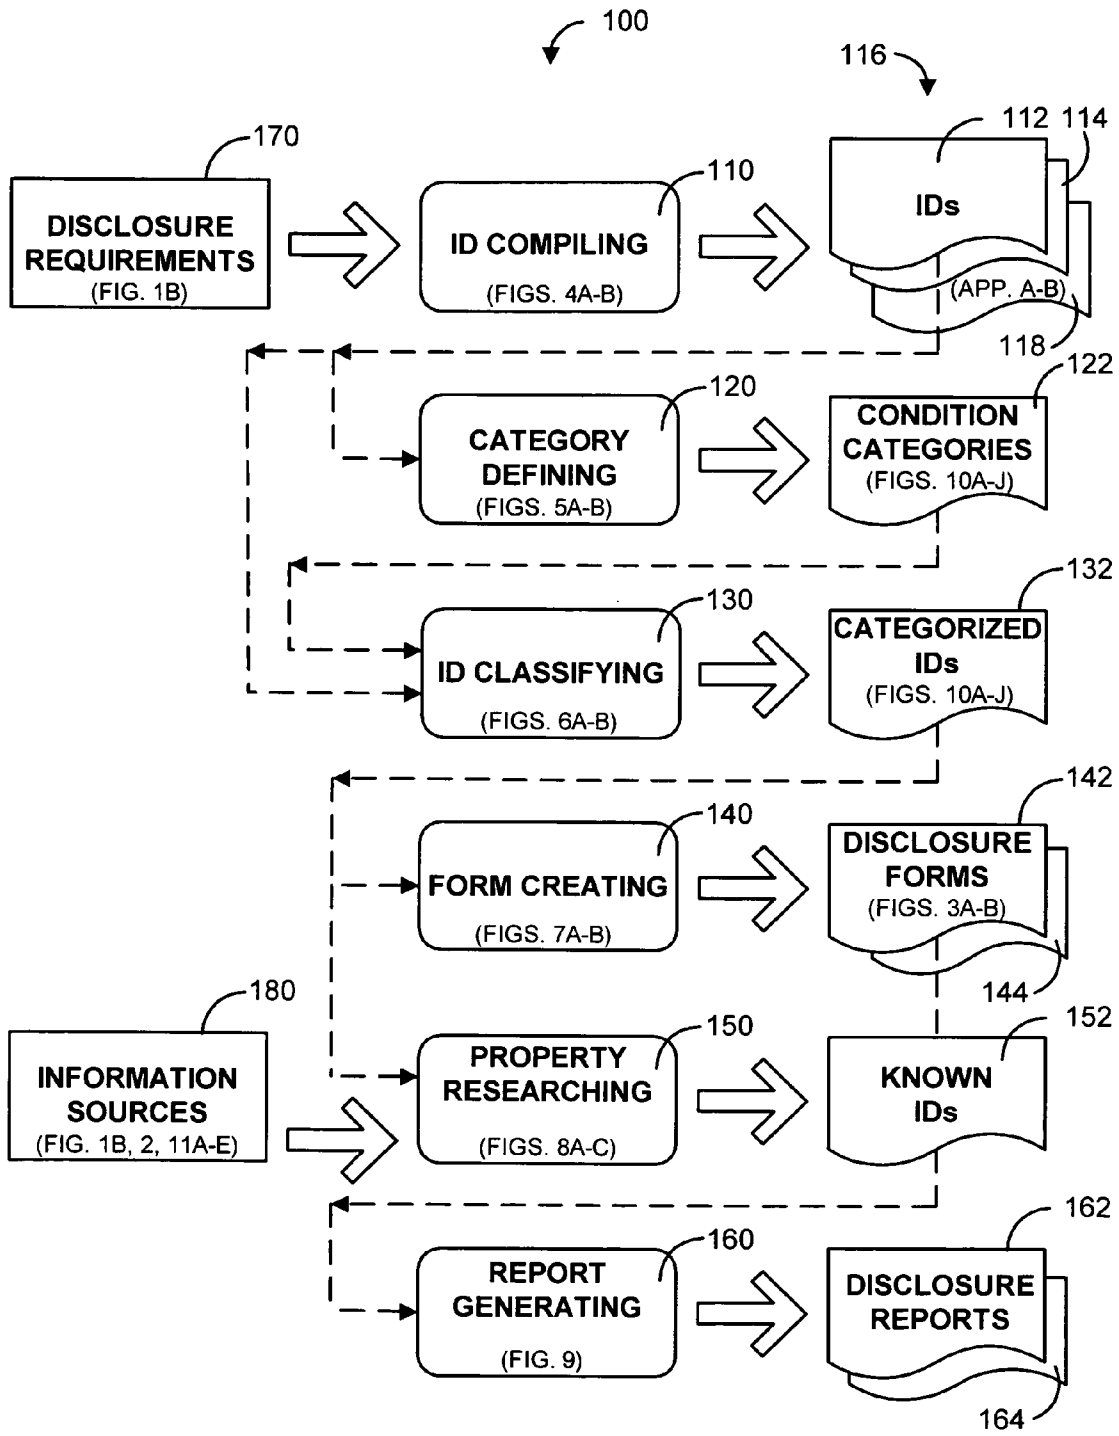 100
116
170
DISCLOSURE
REQUIREMENTS
(FIG. 1B)
110
ID COMPILING
(FIGS. 4A-B)
112
114
IDs
(APP. A-B)
118
120
CATEGORY
DEFINING
(FIGS. 5A-B)
122
CONDITION
CATEGORIES
(FIGS. 10A-J)
130
ID CLASSIFYING
(FIGS. 6A-B)
132
CATEGORIZED
IDs
(FIGS. 10A-J)
140
FORM CREATING
(FIGS. 7A-B)
142
DISCLOSURE
FORMS
(FIGS. 3A-B)
144
180
INFORMATION
SOURCES
(FIG. 1B, 2, 11A-E)
150
PROPERTY
RESEARCHING
(FIGS. 8A-C)
152
KNOWN
IDs
160
REPORT
GENERATING
(FIG. 9)
162
DISCLOSURE
REPORTS
164